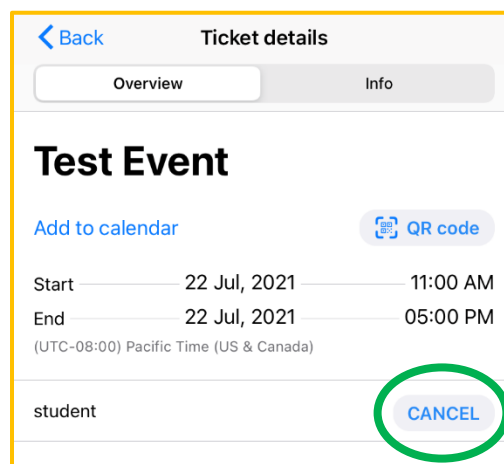 Back Ticket details
Overview Info
Test Event
Add to calendar QR code
Start 22 Jul, 2021 11:00 AM
End 22 Jul, 2021 05:00 PM
(UTC-08:00) Pacific Time (US & Canada)
student CANCEL